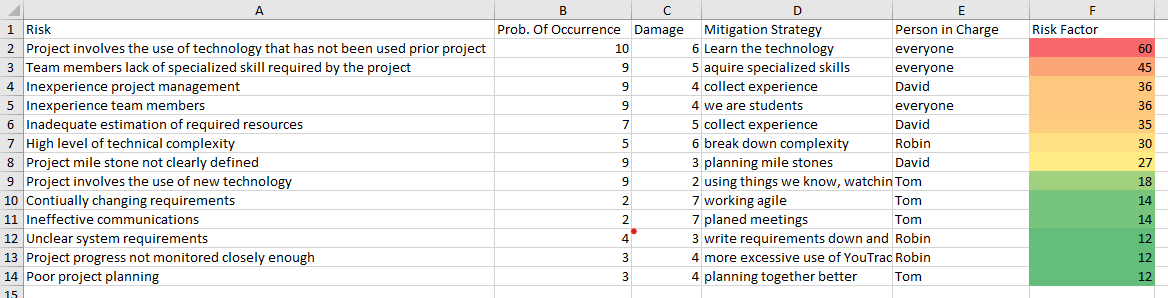 A B C D E F
1 Risk Prob. Of Occurrence Damage Mitigation Strategy Person in Charge Risk Factor
2 Project involves the use of technology that has not been used prior project 10 6 Learn the technology everyone 60
3 Team members lack of specialized skill required by the project 9 5 aquire specialized skills everyone 45
4 Inexperience project management 9 4 collect experience David 36
5 Inexperience team members 9 4 we are students everyone 36
6 Inadequate estimation of required resources 7 5 collect experience David 35
7 High level of technical complexity 5 6 break down complexity Robin 30
8 Project mile stone not clearly defined 9 3 planning mile stones David 27
9 Project involves the use of new technology 9 2 using things we know, watchin Tom 18
10 Contiually changing requirements 2 7 working agile Tom 14
11 Ineffective communications 2 7 planed meetings Tom 14
12 Unclear system requirements 4 3 write requirements down and Robin 12
13 Project progress not monitored closely enough 3 4 more excessive use of YouTrac Robin 12
14 Poor project planning 3 4 planning together better Tom 12
15